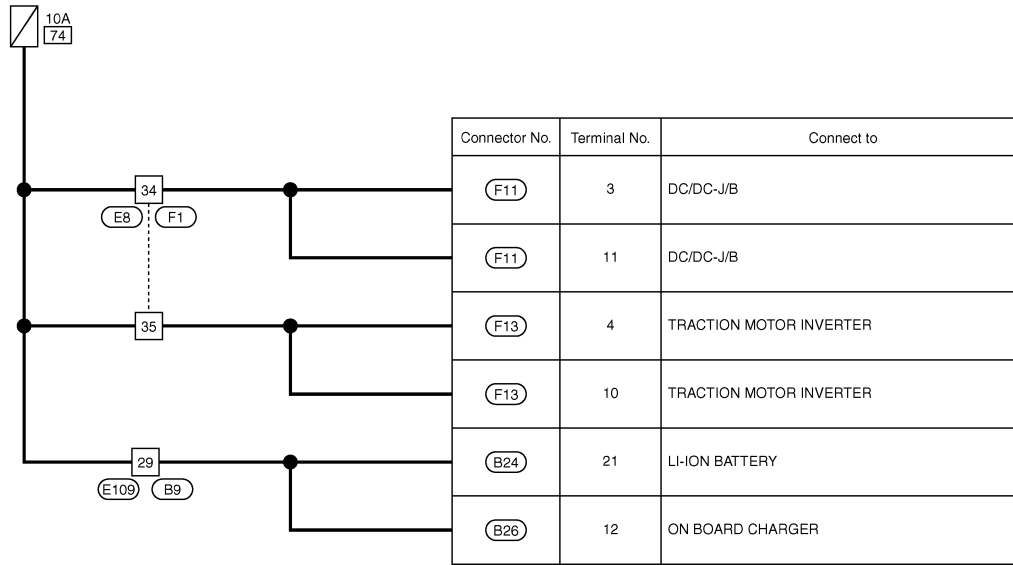 10A
74
Connector No. Terminal No. Connect to
34 F11 3 DC/DC-J/B
E8 F1
F11 11 DC/DC-J/B
35 F13 4 TRACTION MOTOR INVERTER
F13 10 TRACTION MOTOR INVERTER
29 B24 21 LI-ION BATTERY
E109 B9
B26 12 ON BOARD CHARGER